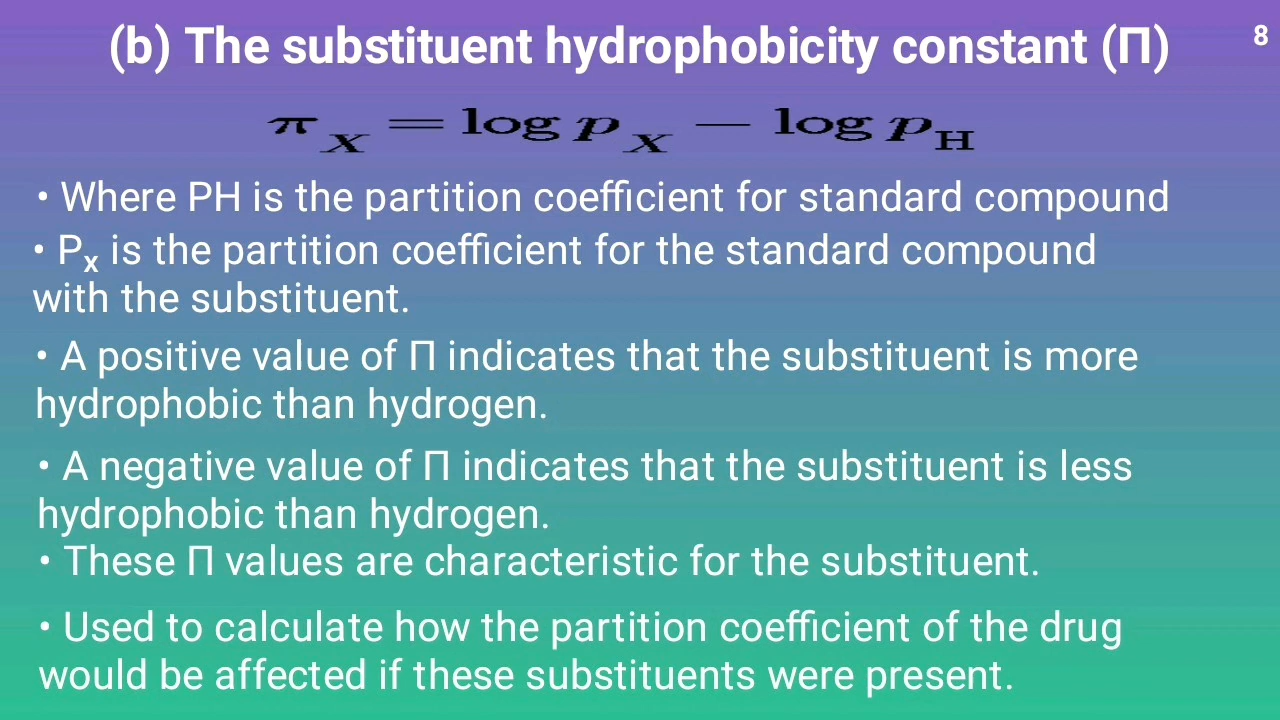 (b) The substituent hydrophobicity constant (Π)
8
π X = log p X − log p H
• Where PH is the partition coefficient for standard compound
• Pₓ is the partition coefficient for the standard compound
with the substituent.
• A positive value of Π indicates that the substituent is more
hydrophobic than hydrogen.
• A negative value of Π indicates that the substituent is less
hydrophobic than hydrogen.
• These Π values are characteristic for the substituent.
• Used to calculate how the partition coefficient of the drug
would be affected if these substituents were present.